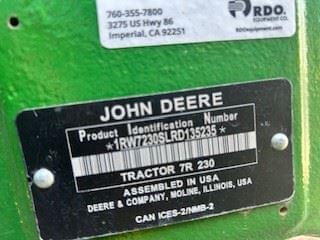 760-355-7800
3275 US Hwy 86
Imperial, CA 92251
RDO.
EQUIPMENT CO.
RDOequipment.com
JOHN DEERE
Product Identification Number
*1RW7230SLRD135235*
TRACTOR 7R 230
ASSEMBLED IN USA
DEERE & COMPANY, MOLINE, ILLINOIS, USA
CAN ICES-2/NMB-2